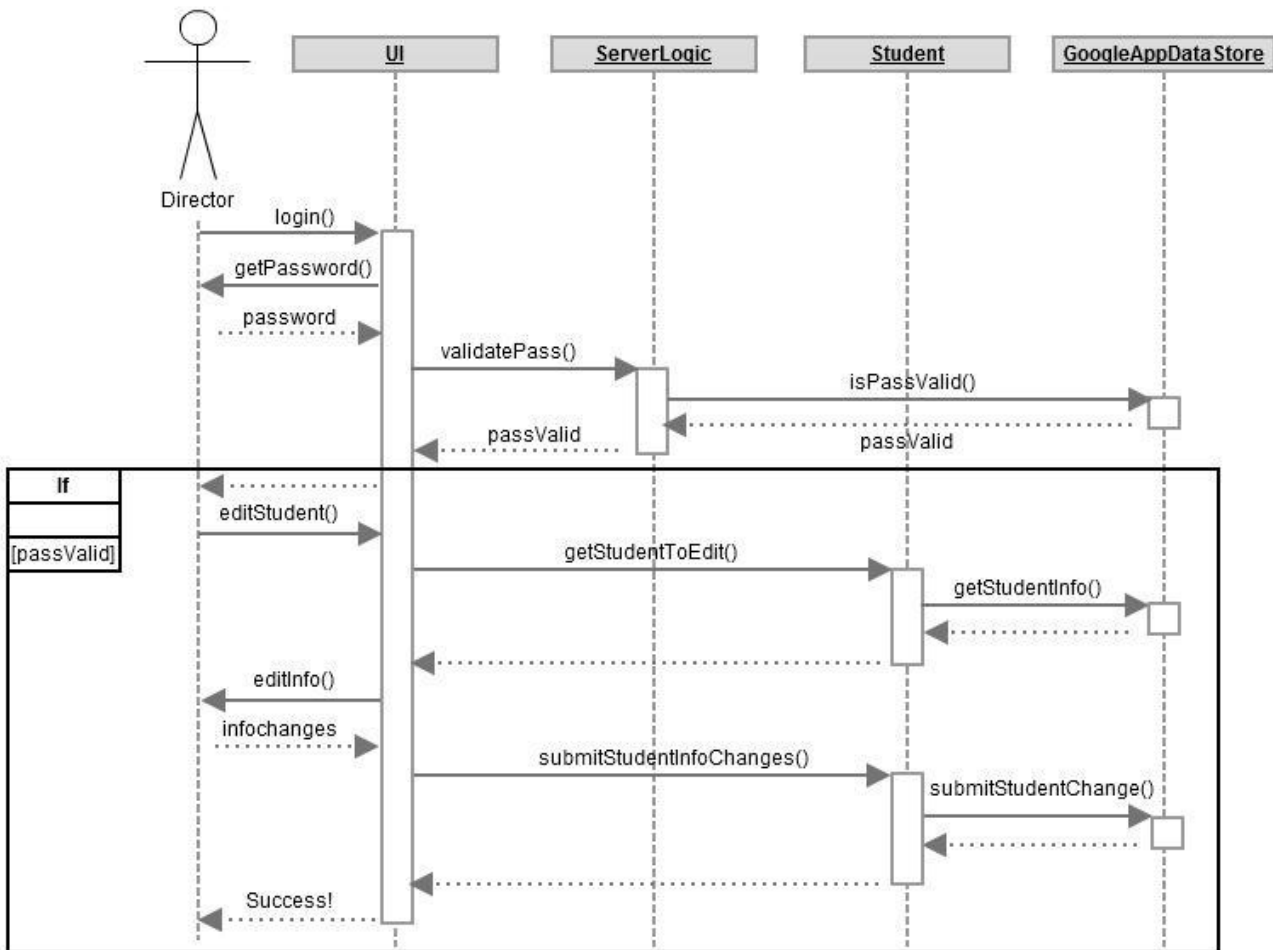 UI
ServerLogic
Student
GoogleAppDataStore
Director
login()
getPassword()
password
validatePass()
isPassValid()
passValid
passValid
If
[passValid]
editStudent()
getStudentToEdit()
getStudentInfo()
editInfo()
infochanges
submitStudentInfoChanges()
submitStudentChange()
Success!